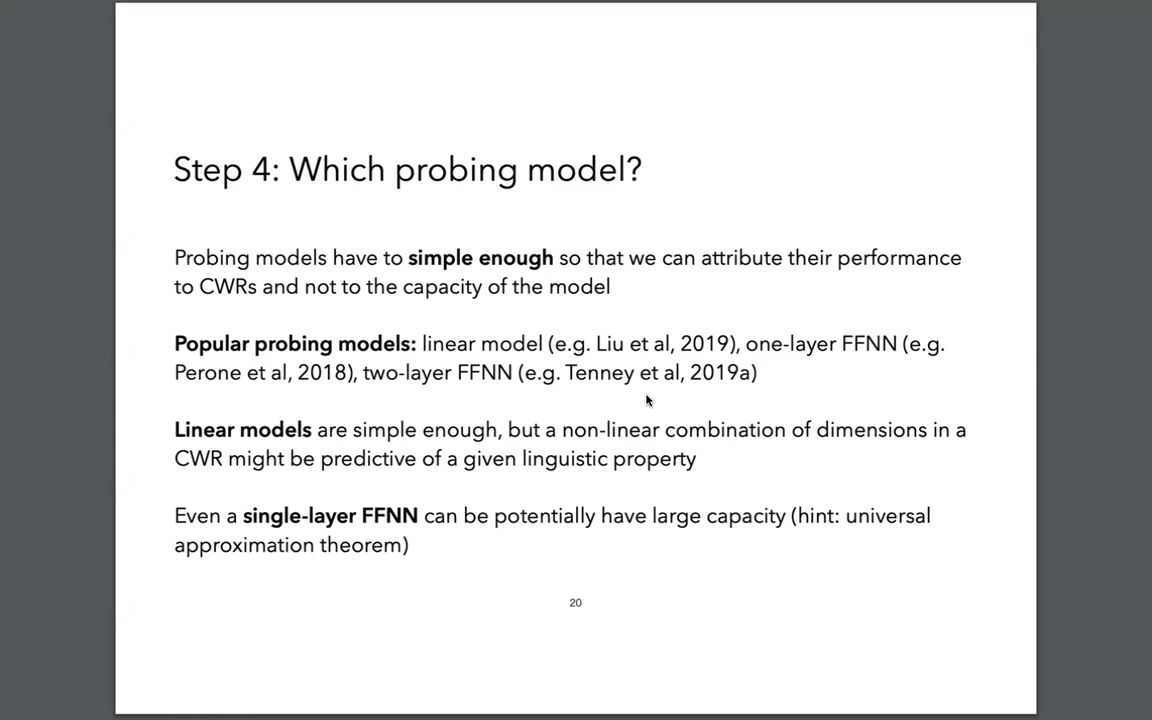 Step 4: Which probing model?
Probing models have to simple enough so that we can attribute their performance
to CWRs and not to the capacity of the model
Popular probing models: linear model (e.g. Liu et al, 2019), one-layer FFNN (e.g.
Perone et al, 2018), two-layer FFNN (e.g. Tenney et al, 2019a)
Linear models are simple enough, but a non-linear combination of dimensions in a
CWR might be predictive of a given linguistic property
Even a single-layer FFNN can be potentially have large capacity (hint: universal
approximation theorem)
20